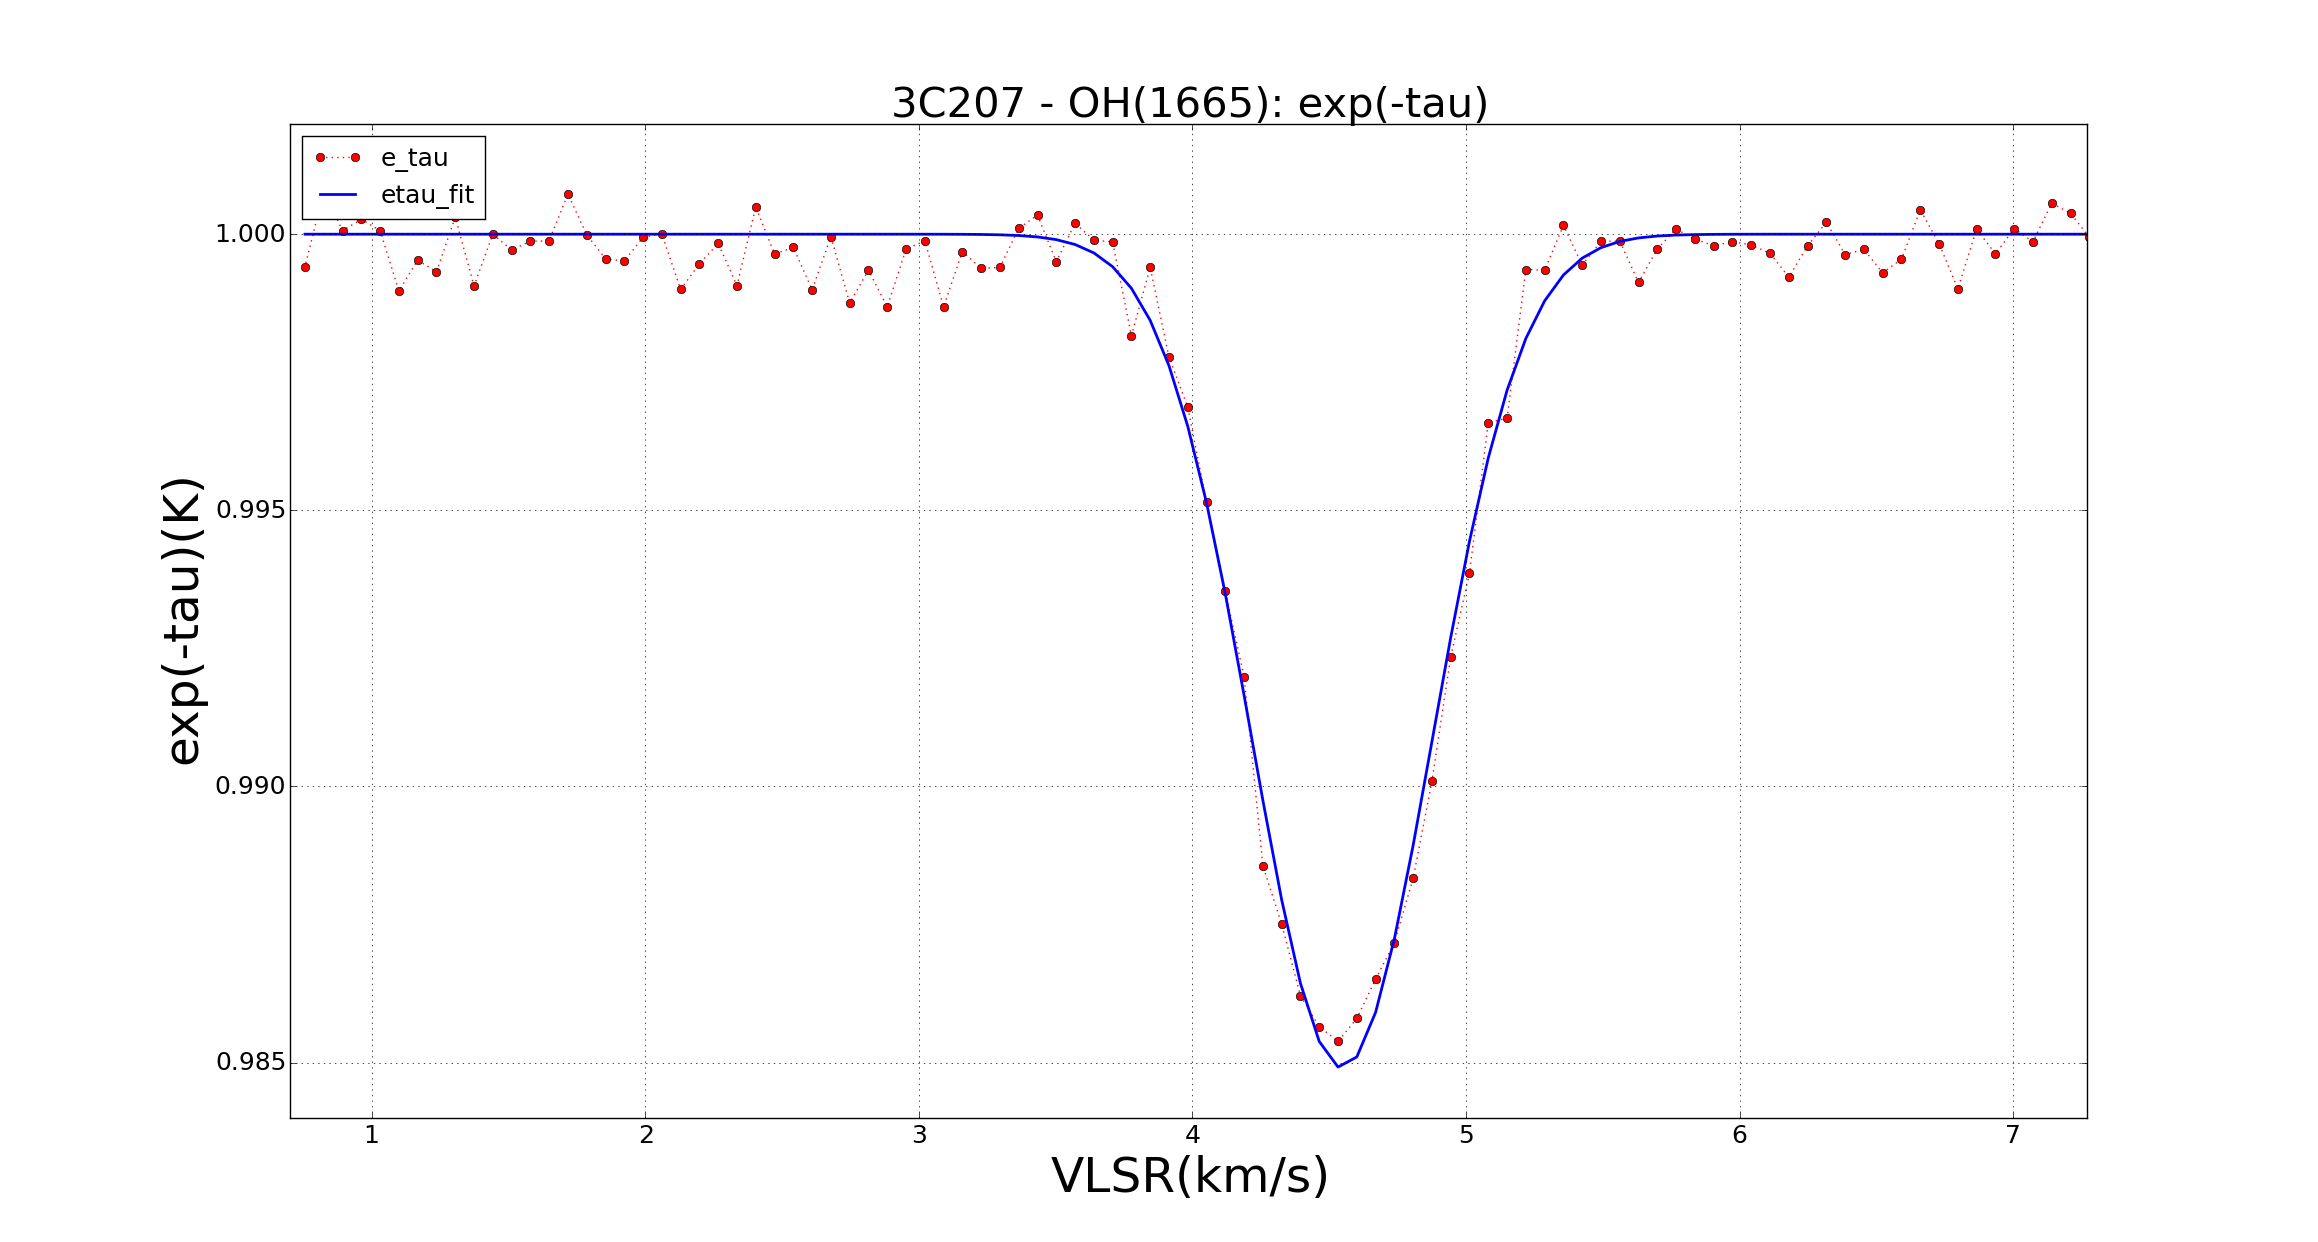 3C207 - OH(1665): exp(-tau)
e_tau
etau_fit
1.000
0.995
0.990
0.985
exp(-tau)(K)
1 2 3 4 5 6 7
VLSR(km/s)